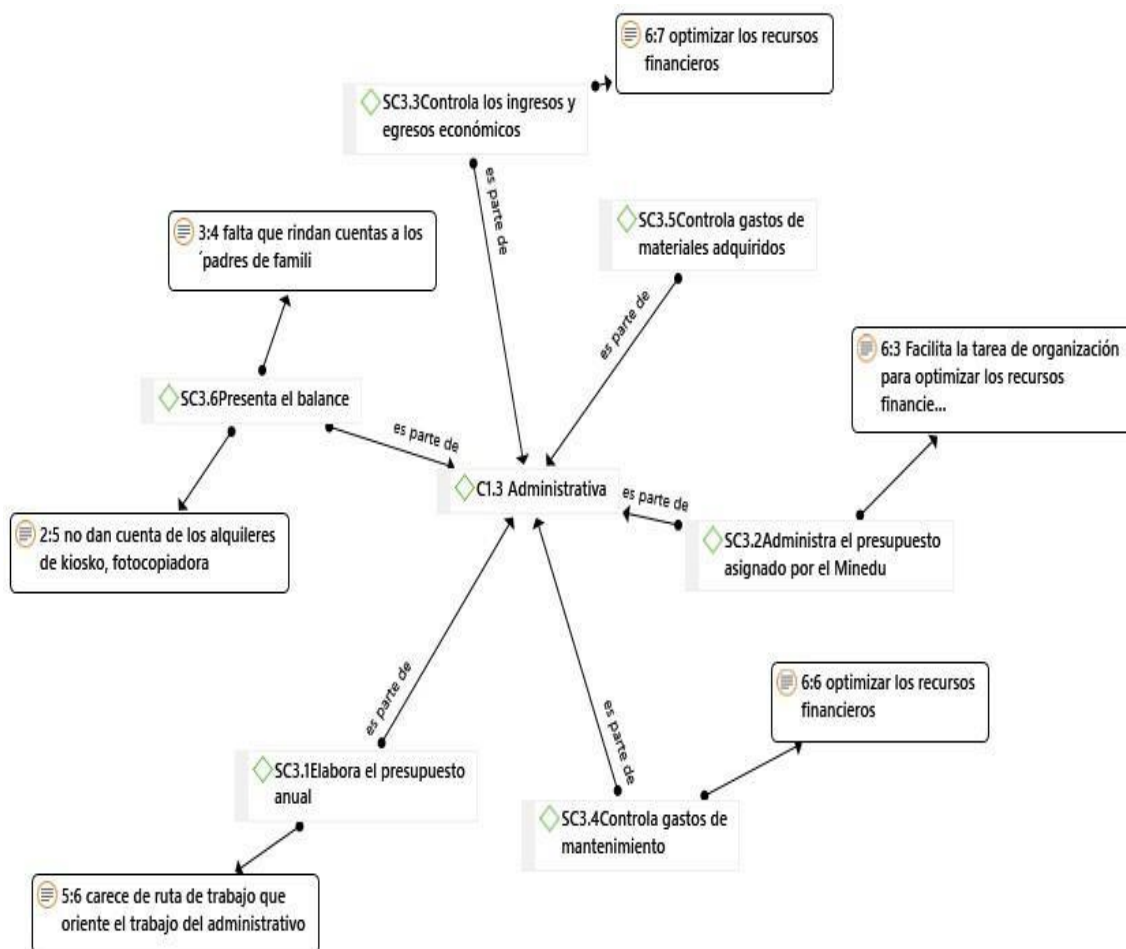 6:7 optimizar los recursos
financieros
SC3.3Controla los ingresos y
egresos económicos
es parte de
SC3.5Controla gastos de
materiales adquiridos
es parte de
3:4 falta que rindan cuentas a los
´padres de famili
6:3 Facilita la tarea de organización
para optimizar los recursos
financie...
SC3.6Presenta el balance
es parte de
C1.3 Administrativa
es parte de
2:5 no dan cuenta de los alquileres
de kiosko, fotocopiadora
SC3.2Administra el presupuesto
asignado por el Minedu
es parte de
6:6 optimizar los recursos
financieros
es parte de
SC3.1Elabora el presupuesto
anual
SC3.4Controla gastos de
mantenimiento
5:6 carece de ruta de trabajo que
oriente el trabajo del administrativo